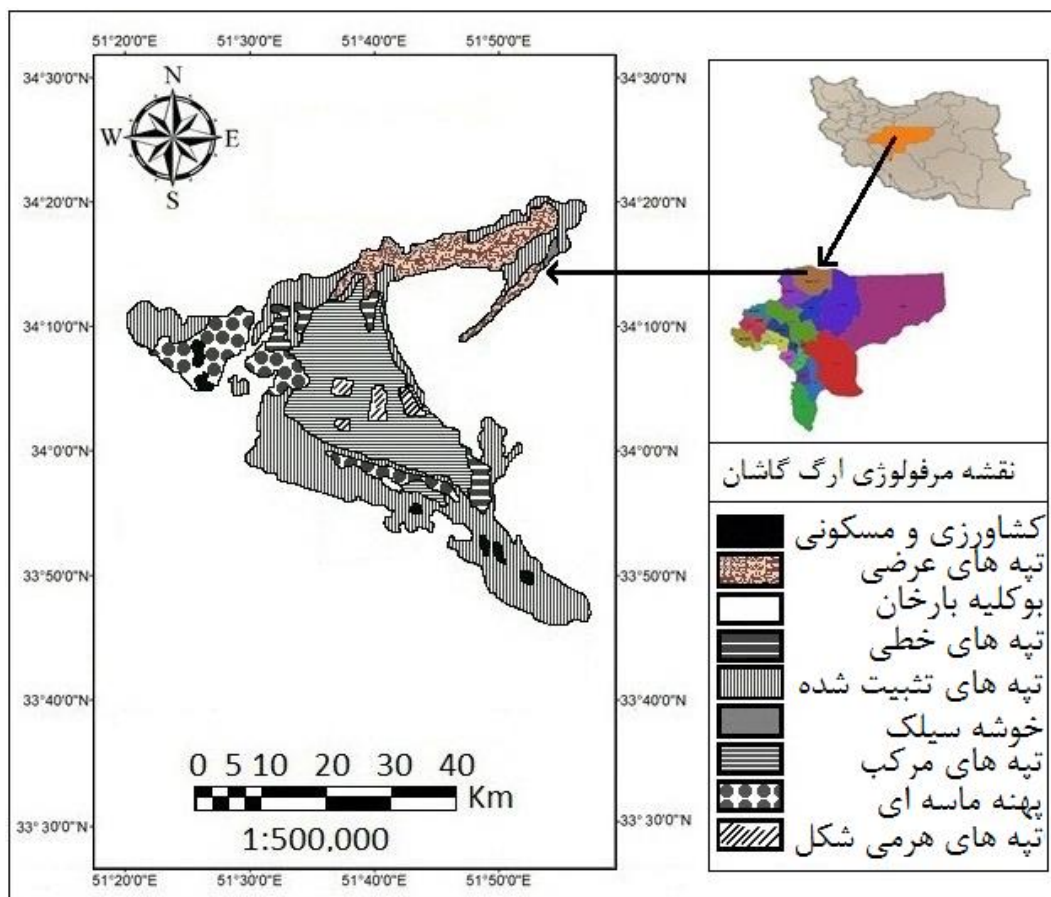 51°20'0"E 51°30'0"E 51°40'0"E 51°50'0"E
34°30'0"N 34°30'0"N
N
W E
S
34°20'0"N 34°20'0"N
34°10'0"N 34°10'0"N
34°0'0"N 34°0'0"N
33°50'0"N 33°50'0"N
33°40'0"N 33°40'0"N
33°30'0"N 33°30'0"N
0 5 10 20 30 40
Km
1:500,000
51°20'0"E 51°30'0"E 51°40'0"E 51°50'0"E
نقشه مرفولوژی ارگ گاشان
کشاورزی و مسکونی
تپه های عرضی
بوکلیه بارخان
تپه های خطی
تپه های تثبیت شده
خوشه سیلک
تپه های مرکب
پهنه ماسه ای
تپه های هرمی شکل